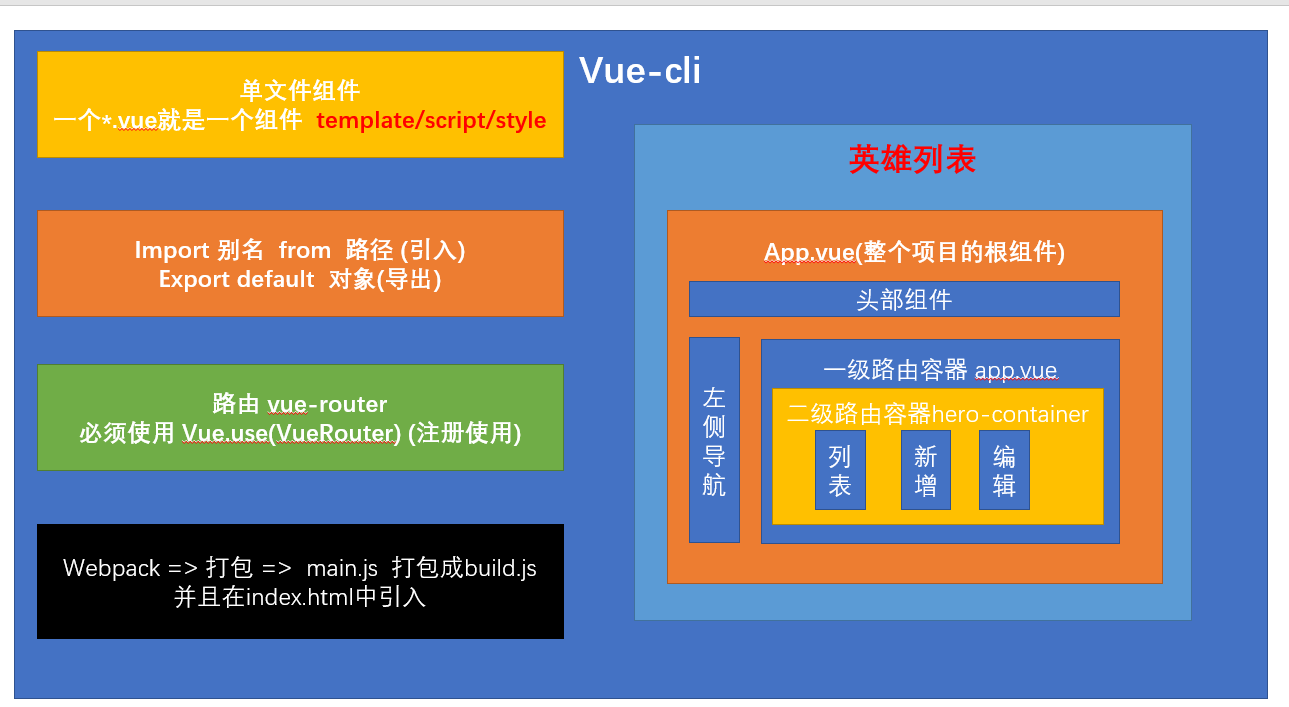 Vue-cli
单文件组件
一个*.vue就是一个组件 template/script/style
Import 别名 from 路径 (引入)
Export default 对象(导出)
路由 vue-router
必须使用 Vue.use(VueRouter) (注册使用)
Webpack => 打包 => main.js 打包成build.js
并且在index.html中引入
英雄列表
App.vue(整个项目的根组件)
头部组件
左
侧
导
航
一级路由容器 app.vue
二级路由容器hero-container
列
表
新
增
编
辑